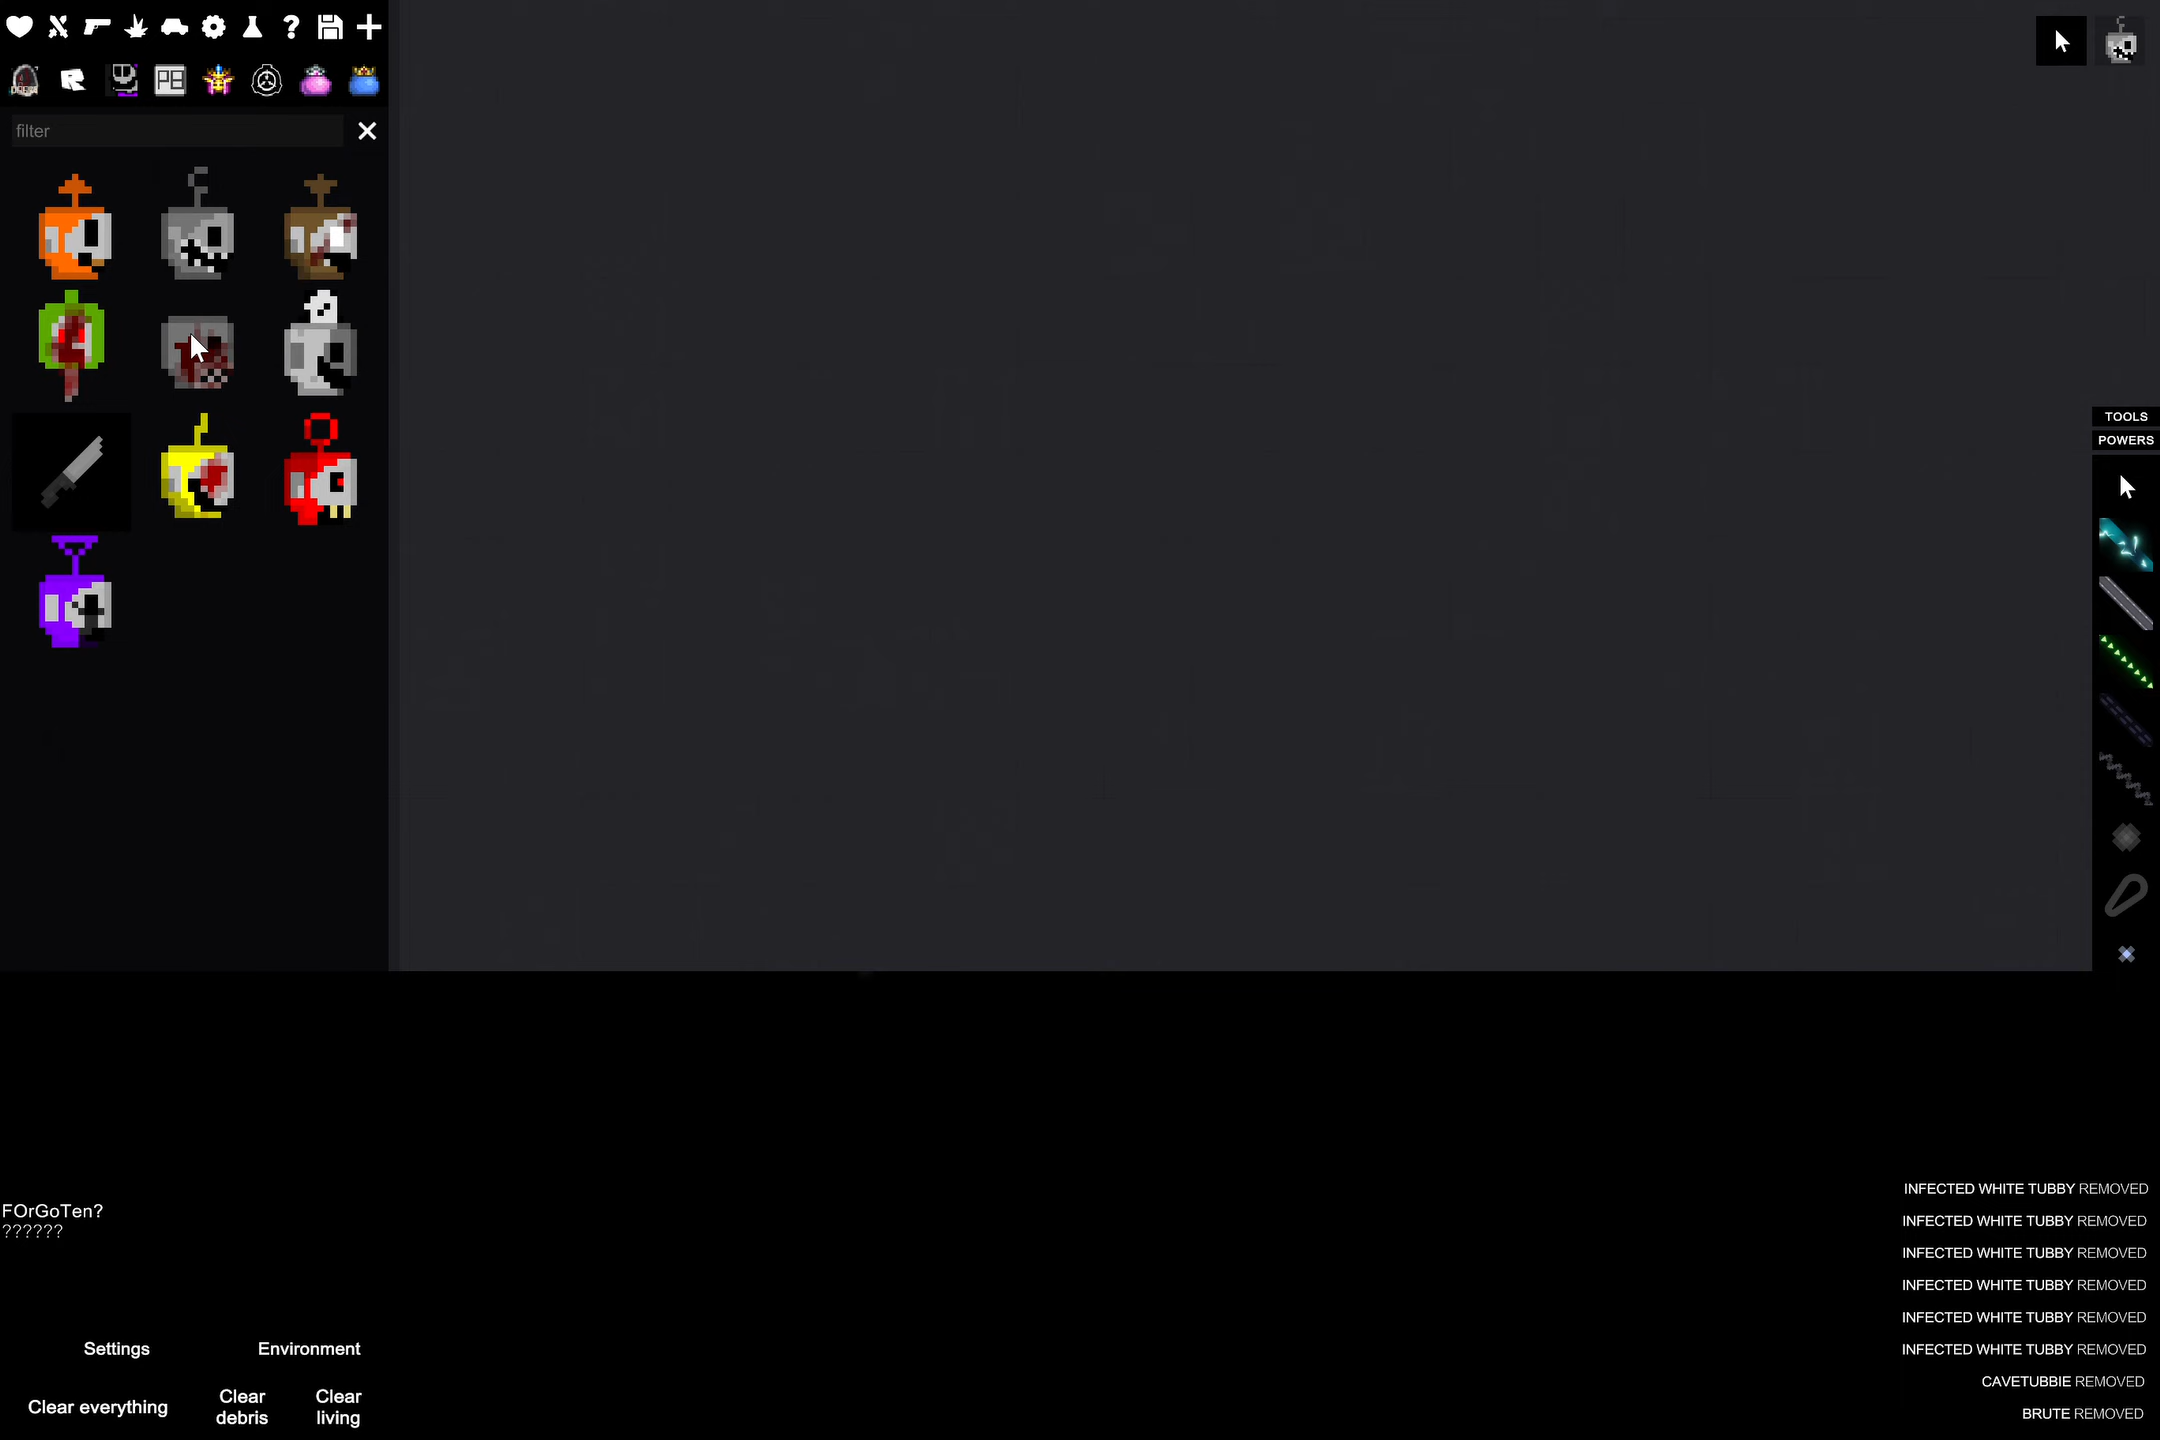 PB
filter
TOOLS
POWERS
FOrGoTen?
??????
Settings
Environment
Clear everything
Clear
debris
Clear
living
INFECTED WHITE TUBBY REMOVED
INFECTED WHITE TUBBY REMOVED
INFECTED WHITE TUBBY REMOVED
INFECTED WHITE TUBBY REMOVED
INFECTED WHITE TUBBY REMOVED
INFECTED WHITE TUBBY REMOVED
CAVETUBBIE REMOVED
BRUTE REMOVED